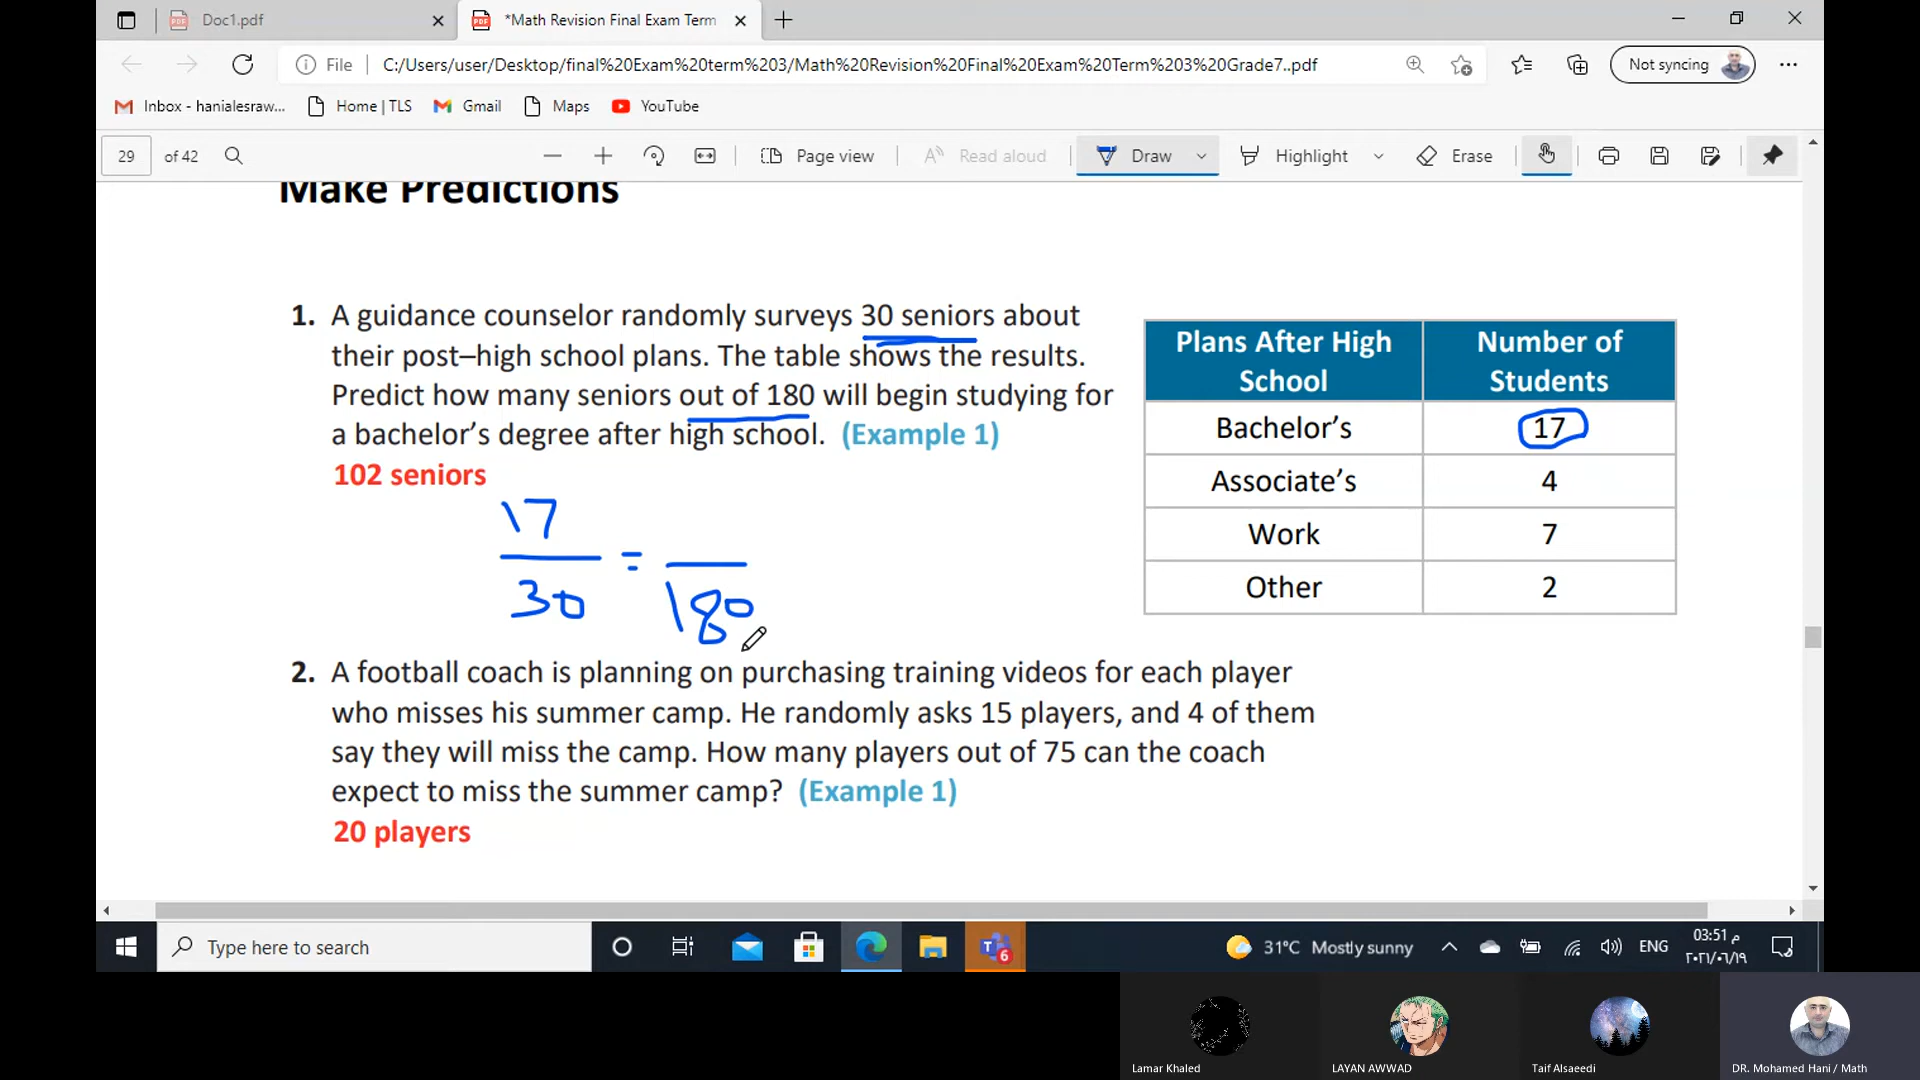 Doc1.pdf
*Math Revision Final Exam Term
File
C:/Users/user/Desktop/final%20Exam%20term%203/Math%20Revision%20Final%20Exam%20Term%203%20Grade7..pdf
Not syncing
Inbox - hanialesraw...
Home | TLS
Gmail
Maps
YouTube
29 of 42
Page view
Read aloud
Draw
Highlight
Erase
Make Predictions
1. A guidance counselor randomly surveys 30 seniors about
their post–high school plans. The table shows the results.
Predict how many seniors out of 180 will begin studying for
a bachelor’s degree after high school. (Example 1)
102 seniors
17
30
=
180
Plans After High School Number of Students
Bachelor’s 17
Associate’s 4
Work 7
Other 2
2. A football coach is planning on purchasing training videos for each player
who misses his summer camp. He randomly asks 15 players, and 4 of them
say they will miss the camp. How many players out of 75 can the coach
expect to miss the summer camp? (Example 1)
20 players
Type here to search
6
31°C Mostly sunny
ENG
03:51 م
٢٠٢١/٠٦/١٩
Lamar Khaled
LAYAN AWWAD
Taif Alsaeedi
DR. Mohamed Hani / Math